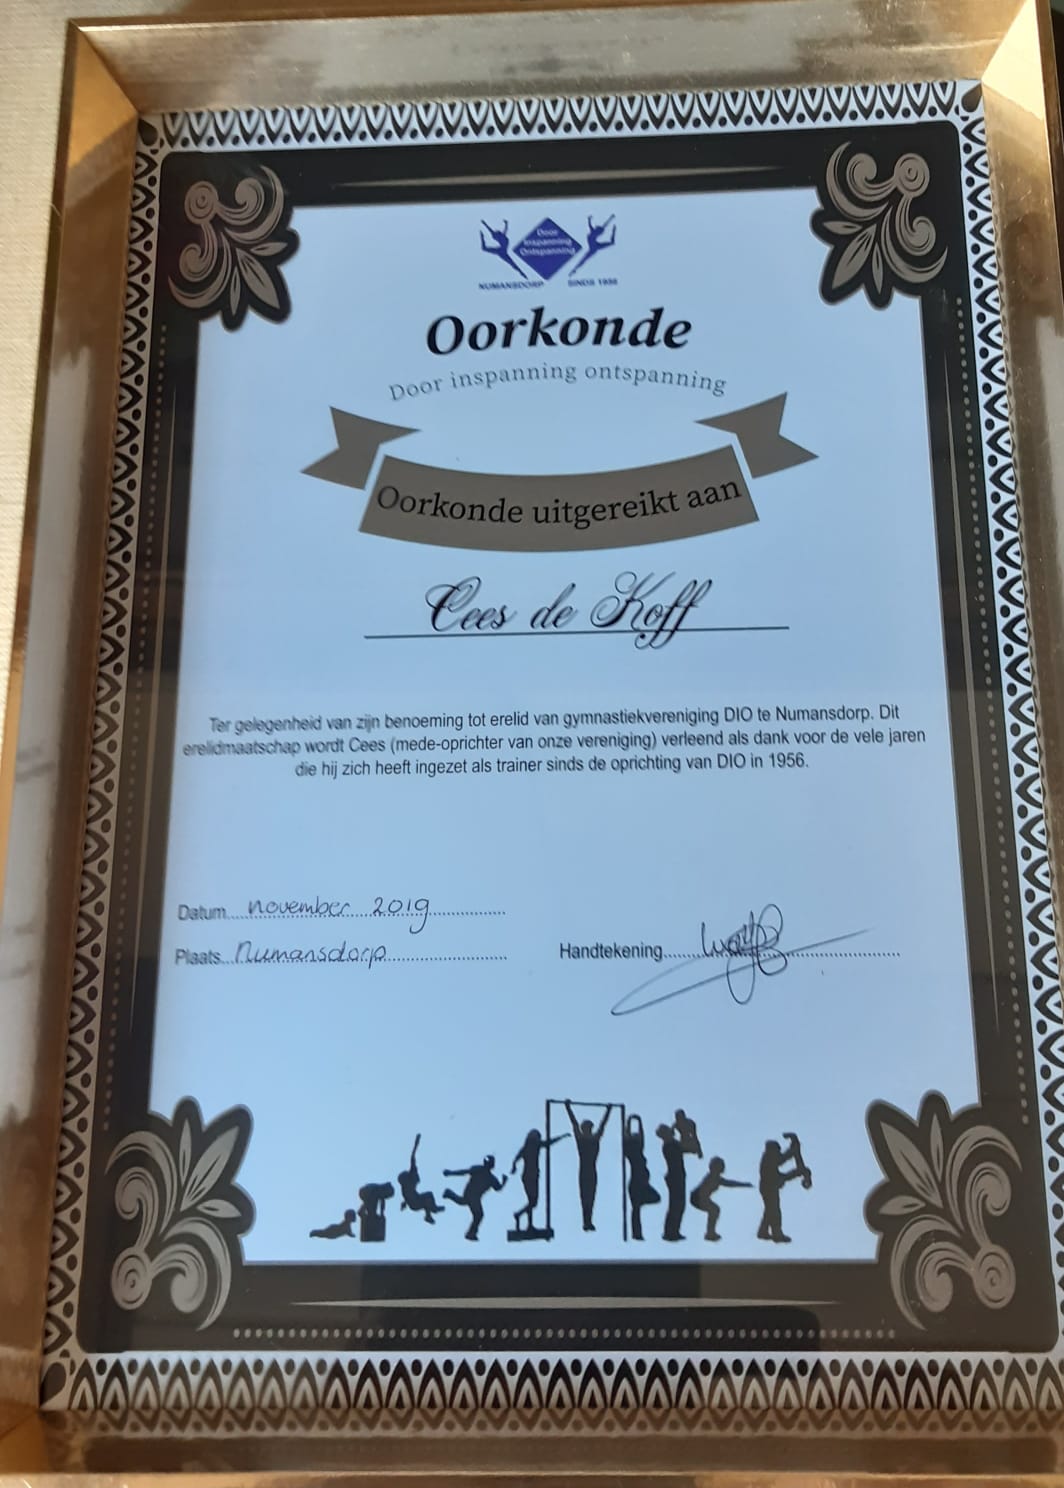 Door
Inspanning
Ontspanning
NUMANSDORP SINDS 1956
Oorkonde
Door inspanning ontspanning
Oorkonde uitgereikt aan
Cees de Koff
Ter gelegenheid van zijn benoeming tot erelid van gymnastiekvereniging DIO te Numansdorp. Dit
erelidmaatschap wordt Cees (mede-oprichter van onze vereniging) verleend als dank voor de vele jaren
die hij zich heeft ingezet als trainer sinds de oprichting van DIO in 1956.
Datum....november 2019
Plaats...Numansdorp
Handtekening